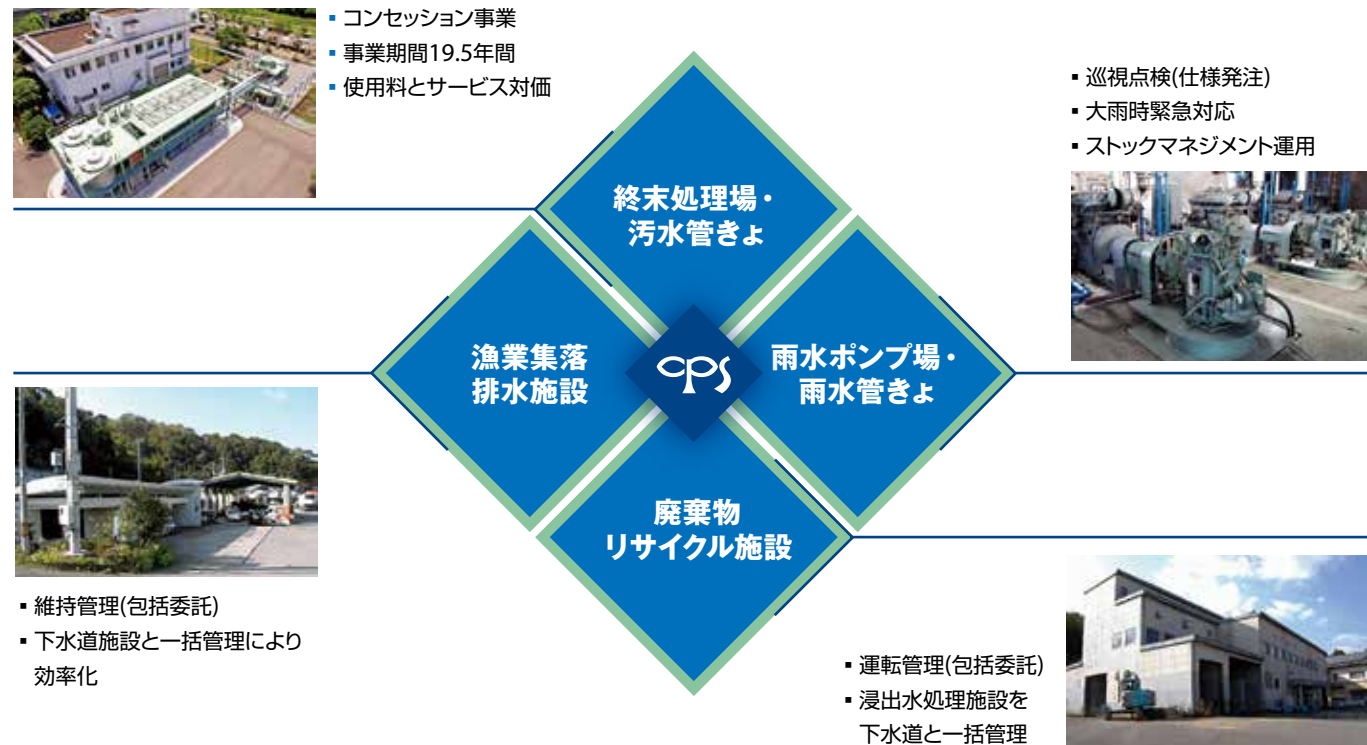 ▪ コンセッション事業
▪ 事業期間19.5年間
▪ 使用料とサービス対価
▪ 巡視点検(仕様発注)
▪ 大雨時緊急対応
▪ ストックマネジメント運用
終末処理場・
汚水管きょ
漁業集落
排水施設
cps
雨水ポンプ場・
雨水管きょ
廃棄物
リサイクル施設
▪ 維持管理(包括委託)
▪ 下水道施設と一括管理により
効率化
▪ 運転管理(包括委託)
▪ 浸出水処理施設を
下水道と一括管理